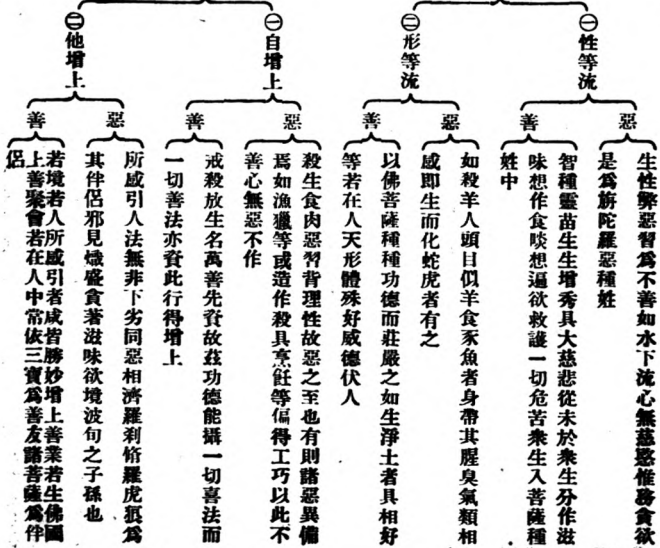 ㊀性等流
惡
生性弊惡習爲不善如水下流心無慈愍惟務貪欲
是爲旃陀羅惡種姓
善
智種靈苗生生增秀具大慈悲從未於衆生分作滋
味想作食啖想逼欲救護一切危苦衆生入菩薩種
姓中
㊁形等流
惡
如殺羊人頭目似羊食豕魚者身帶其腥臭氣類相
感即生而化蛇虎者有之
善
以佛菩薩種種功德而莊嚴之如生淨土者具相好
等若在人天形體殊好威德伏人
㊀自增上
惡
殺生食肉惡習背理性故惡之至也有則諸惡異備
焉如漁獵等或造作殺具烹飪等偏得工巧以此不
善心無惡不作
善
戒殺放生名萬善先資故茲功德能攝一切喜法而
一切善法亦資此行得增上
㊁他增上
惡
所感引人法無非下劣同惡相濟羅刹狢羅虎狼爲
其伴侶邪見熾盛貪著滋味欲境波旬之子孫也
善
若境若人所感引者咸皆勝妙增上善業若生佛國
上善聚會若在人中常依三寶爲善友諸菩薩爲伴
侶